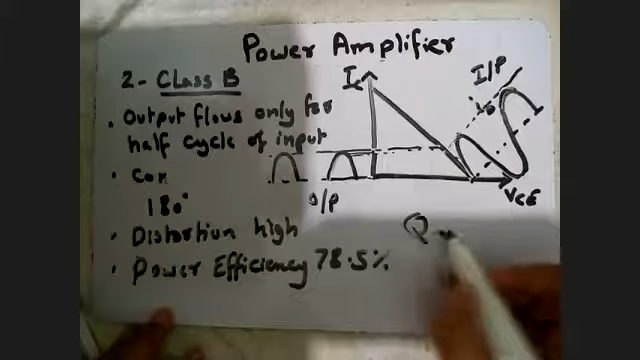 Power Amplifier
2- Class B
. Output flows only for
half cycle of input
. Con
180°
. Distortion high
. Power Efficiency 78.5%
Ic
I/P
VCE
O/P
Q